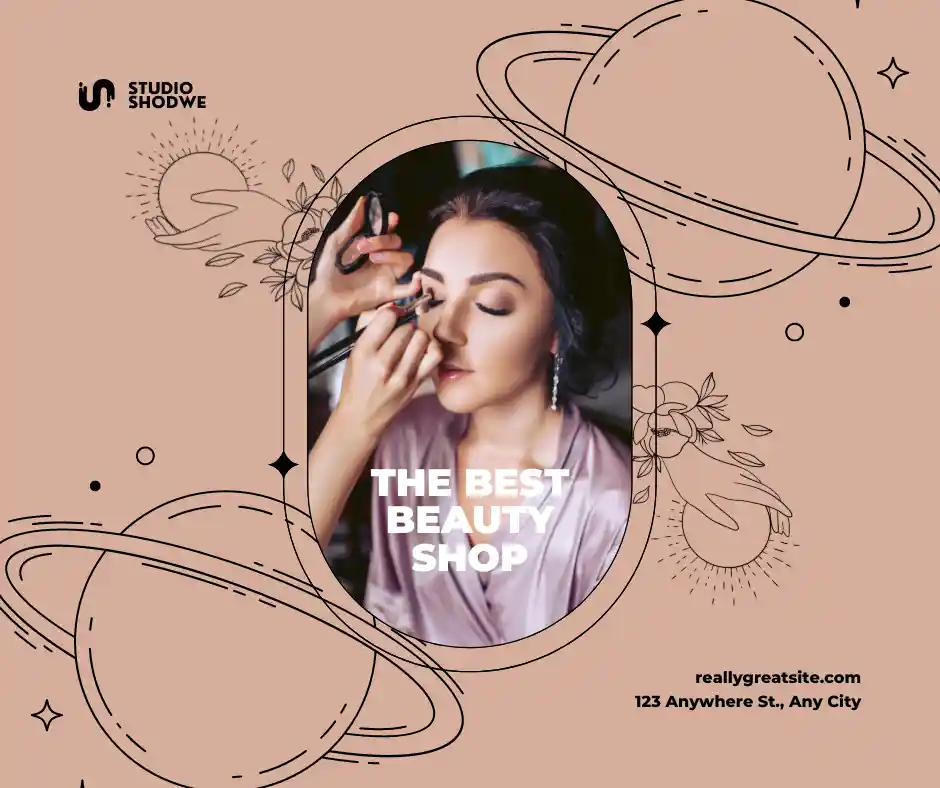 STUDIO
SHODWE
THE BEST
BEAUTY
SHOP
reallygreatsite.com
123 Anywhere St., Any City